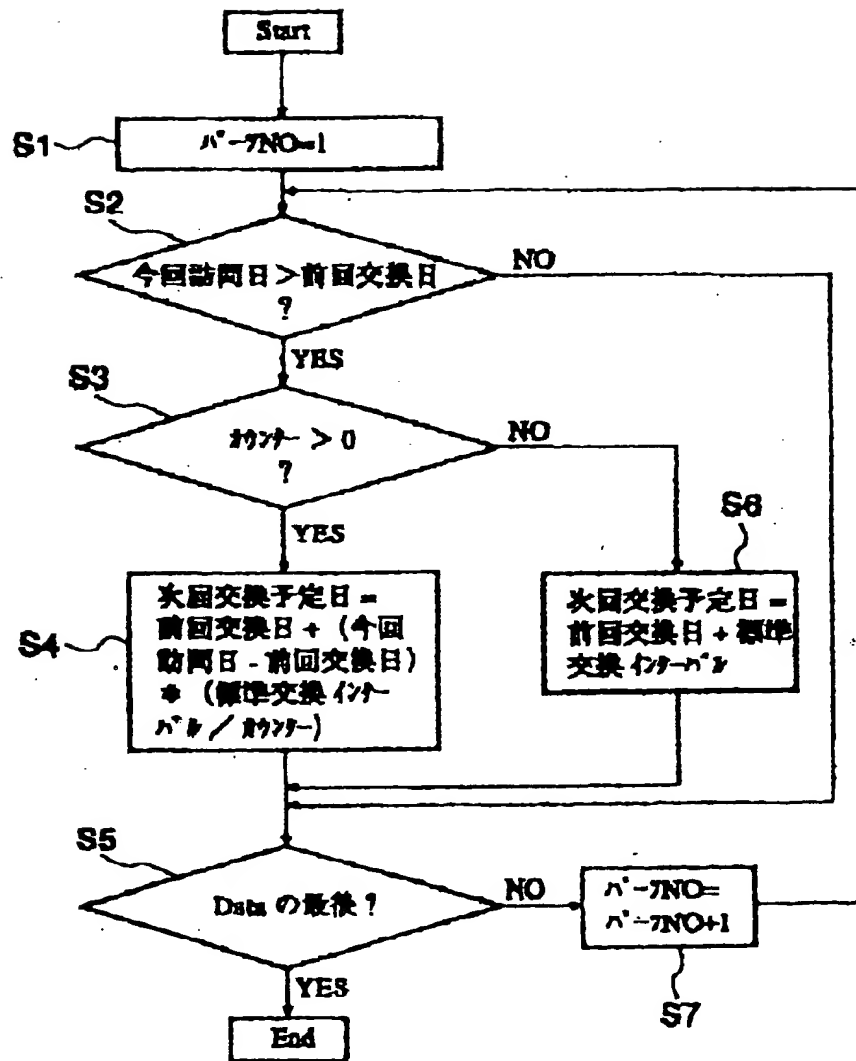 Start
S1
パーツNO=1
S2
今回訪問日>前回交換日
?
NO
YES
S3
カウンター > 0
?
NO
YES
S4
次回交換予定日 =
前回交換日 + (今回
訪問日 - 前回交換日)
* (標準交換インター
バル / カウンター)
S6
次回交換予定日 =
前回交換日 + 標準
交換インターバル
S5
Data の最後 ?
NO
YES
パーツNO=
パーツNO+1
S7
End